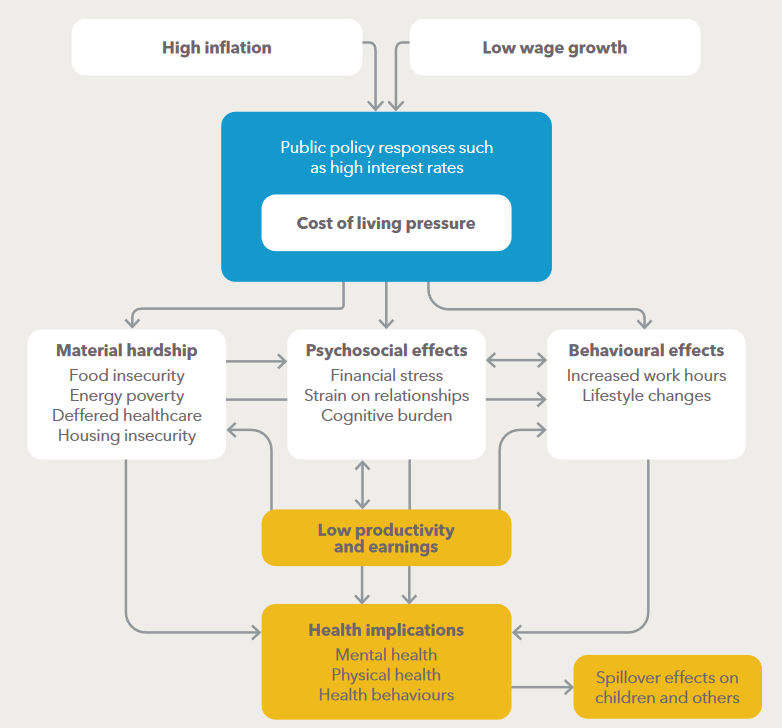 High inflation
Low wage growth
Public policy responses such
as high interest rates
Cost of living pressure
Material hardship
Food insecurity
Energy poverty
Deffered healthcare
Housing insecurity
Psychosocial effects
Financial stress
Strain on relationships
Cognitive burden
Behavioural effects
Increased work hours
Lifestyle changes
Low productivity
and earnings
Health implications
Mental health
Physical health
Health behaviours
Spillover effects on
children and others